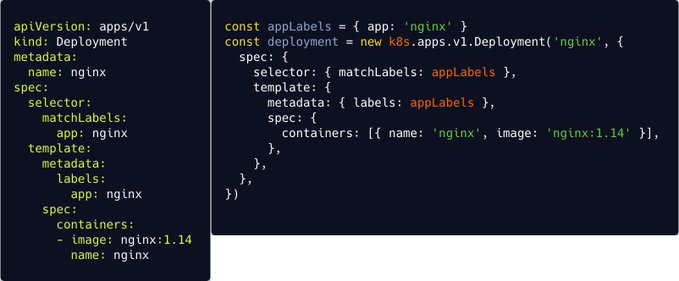 apiVersion: apps/v1
kind: Deployment
metadata:
  name: nginx
spec:
  selector:
    matchLabels:
      app: nginx
  template:
    metadata:
      labels:
        app: nginx
    spec:
      containers:
      - image: nginx:1.14
        name: nginx
const appLabels = { app: 'nginx' }
const deployment = new k8s.apps.v1.Deployment('nginx', {
  spec: {
    selector: { matchLabels: appLabels },
    template: {
      metadata: { labels: appLabels },
      spec: {
        containers: [{ name: 'nginx', image: 'nginx:1.14' }],
      },
    },
  },
})